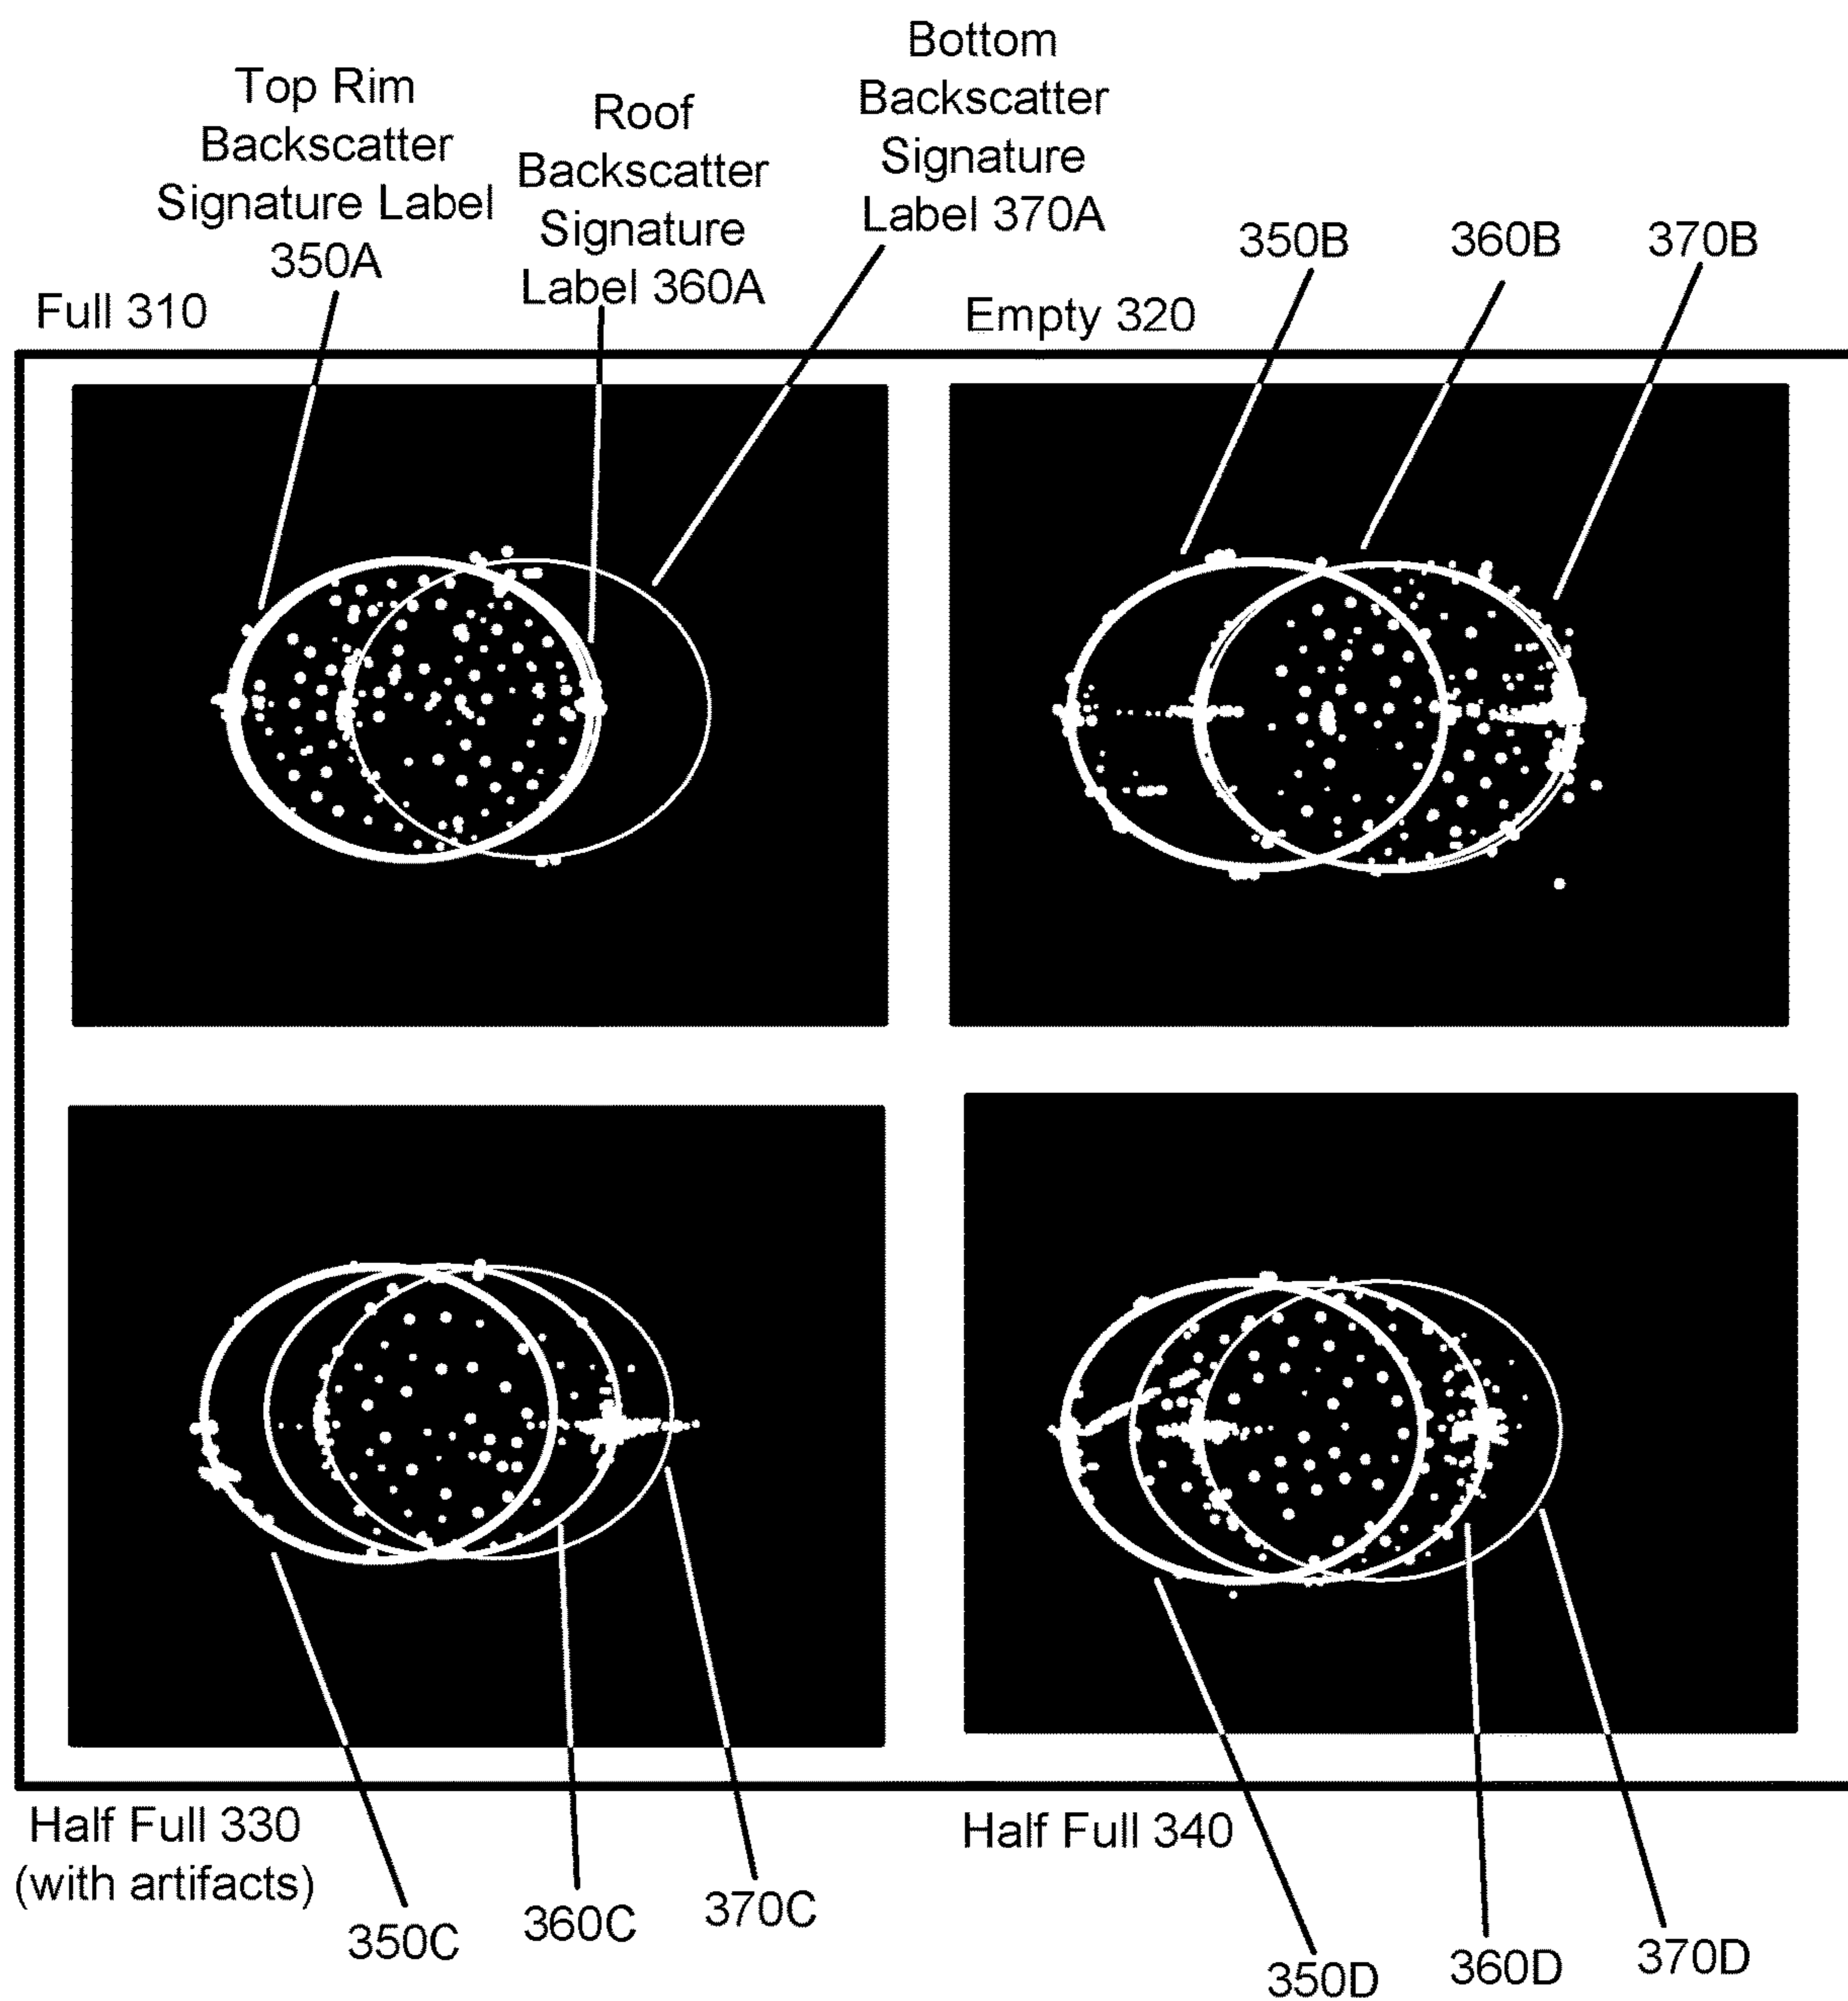 Top Rim
Backscatter
Signature Label
350A
Roof
Backscatter
Signature
Label 360A
Bottom
Backscatter
Signature
Label 370A
350B
360B
370B
Full 310
Empty 320
Half Full 330
(with artifacts)
350C
360C
370C
Half Full 340
350D
360D
370D